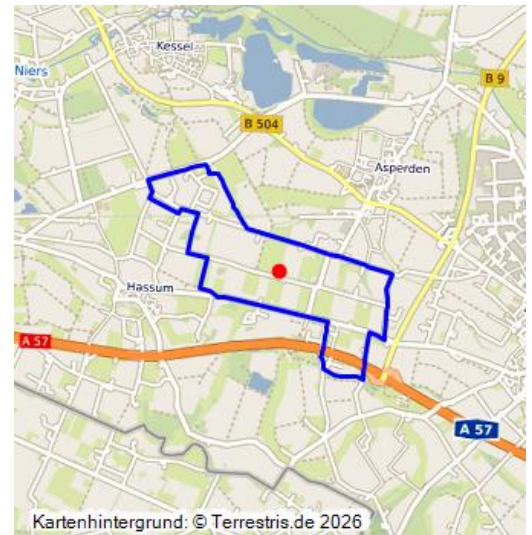 Kessel
Niers
B 9
B 504
Asperden
Hassum
A 57
A 57
Kartenhintergrund: © Terrestris.de 2026